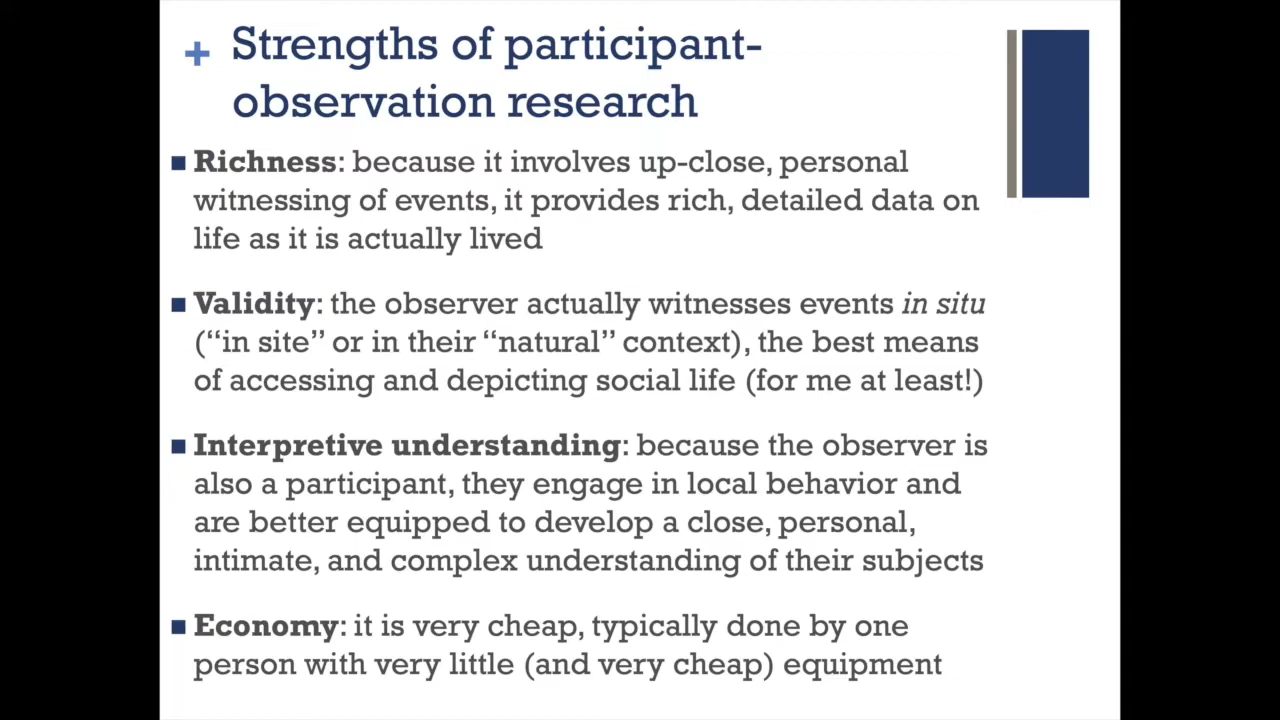 + Strengths of participant-
observation research
■ Richness: because it involves up-close, personal
witnessing of events, it provides rich, detailed data on
life as it is actually lived
■ Validity: the observer actually witnesses events in situ
(“in site” or in their “natural” context), the best means
of accessing and depicting social life (for me at least!)
■ Interpretive understanding: because the observer is
also a participant, they engage in local behavior and
are better equipped to develop a close, personal,
intimate, and complex understanding of their subjects
■ Economy: it is very cheap, typically done by one
person with very little (and very cheap) equipment